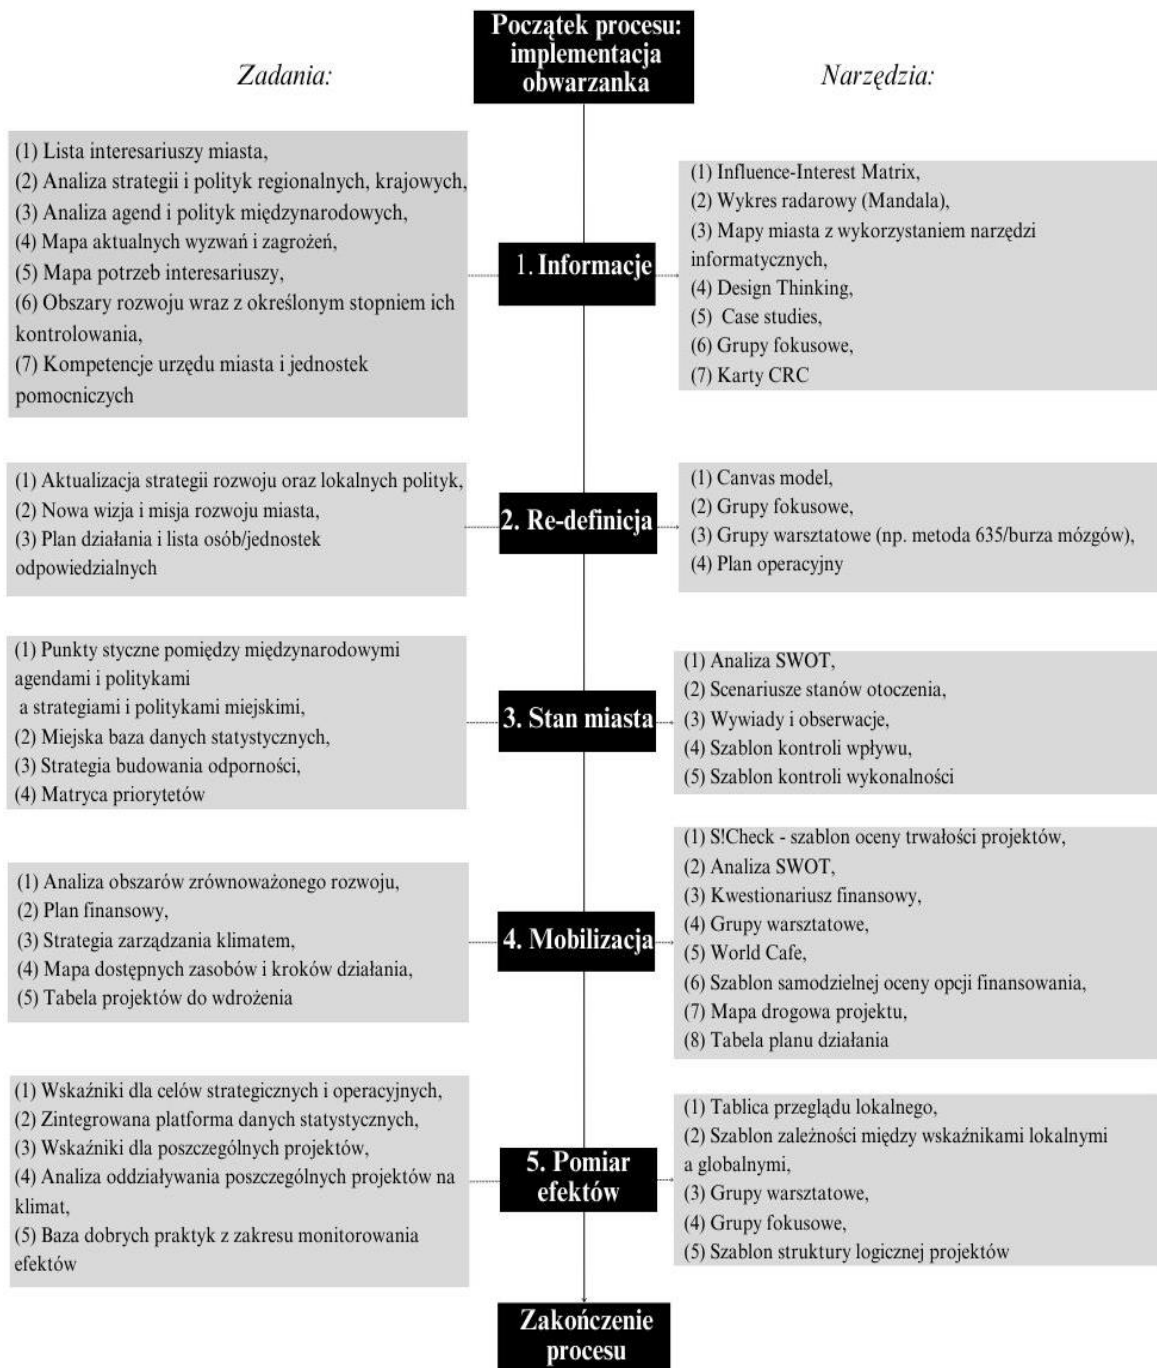 Początek procesu:
implementacja
obwarzanka
Zadania:
Narzędzia:
(1) Lista interesariuszy miasta,
(2) Analiza strategii i polityk regionalnych, krajowych,
(3) Analiza agend i polityk międzynarodowych,
(4) Mapa aktualnych wyzwań i zagrożeń,
(5) Mapa potrzeb interesariuszy,
(6) Obszary rozwoju wraz z określonym stopniem ich
kontrolowania,
(7) Kompetencje urzędu miasta i jednostek
pomocniczych
1. Informacje
(1) Influence-Interest Matrix,
(2) Wykres radarowy (Mandala),
(3) Mapy miasta z wykorzystaniem narzędzi
informatycznych,
(4) Design Thinking,
(5) Case studies,
(6) Grupy fokusowe,
(7) Karty CRC
(1) Aktualizacja strategii rozwoju oraz lokalnych polityk,
(2) Nowa wizja i misja rozwoju miasta,
(3) Plan działania i lista osób/jednostek
odpowiedzialnych
2. Re-definicja
(1) Canvas model,
(2) Grupy fokusowe,
(3) Grupy warsztatowe (np. metoda 635/burza mózgów),
(4) Plan operacyjny
(1) Punkty styczne pomiędzy międzynarodowymi
agendami i politykami
a strategiami i politykami miejskimi,
(2) Miejska baza danych statystycznych,
(3) Strategia budowania odporności,
(4) Matryca priorytetów
3. Stan miasta
(1) Analiza SWOT,
(2) Scenariusze stanów otoczenia,
(3) Wywiady i obserwacje,
(4) Szablon kontroli wpływu,
(5) Szablon kontroli wykonalności
(1) Analiza obszarów zrównoważonego rozwoju,
(2) Plan finansowy,
(3) Strategia zarządzania klimatem,
(4) Mapa dostępnych zasobów i kroków działania,
(5) Tabela projektów do wdrożenia
4. Mobilizacja
(1) S!Check - szablon oceny trwałości projektów,
(2) Analiza SWOT,
(3) Kwestionariusz finansowy,
(4) Grupy warsztatowe,
(5) World Cafe,
(6) Szablon samodzielnej oceny opcji finansowania,
(7) Mapa drogowa projektu,
(8) Tabela planu działania
(1) Wskaźniki dla celów strategicznych i operacyjnych,
(2) Zintegrowana platforma danych statystycznych,
(3) Wskaźniki dla poszczególnych projektów,
(4) Analiza oddziaływania poszczególnych projektów na
klimat,
(5) Baza dobrych praktyk z zakresu monitorowania
efektów
5. Pomiar
efektów
(1) Tablica przeglądu lokalnego,
(2) Szablon zależności między wskaźnikami lokalnymi
a globalnymi,
(3) Grupy warsztatowe,
(4) Grupy fokusowe,
(5) Szablon struktury logicznej projektów
Zakończenie
procesu